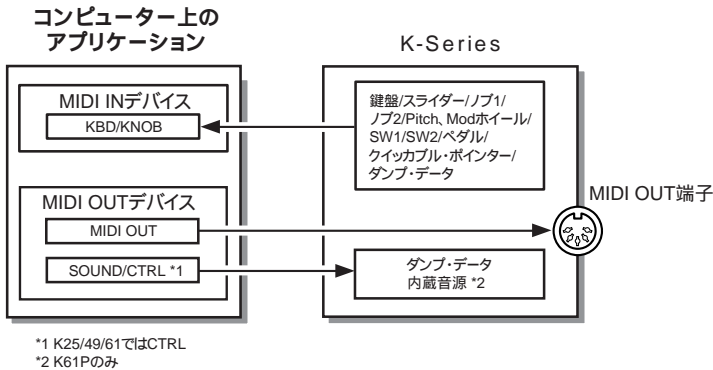 コンピューター上の
アプリケーション
K-Series
MIDI INデバイス
KBD/KNOB
鍵盤/スライダー/ノブ1/
ノブ2/Pitch、Modホイール/
SW1/SW2/ペダル/
クイッカブル・ポインター/
ダンプ・データ
MIDI OUT端子
MIDI OUTデバイス
MIDI OUT
SOUND/CTRL *1
ダンプ・データ
内蔵音源 *2
*1 K25/49/61ではCTRL
*2 K61Pのみ